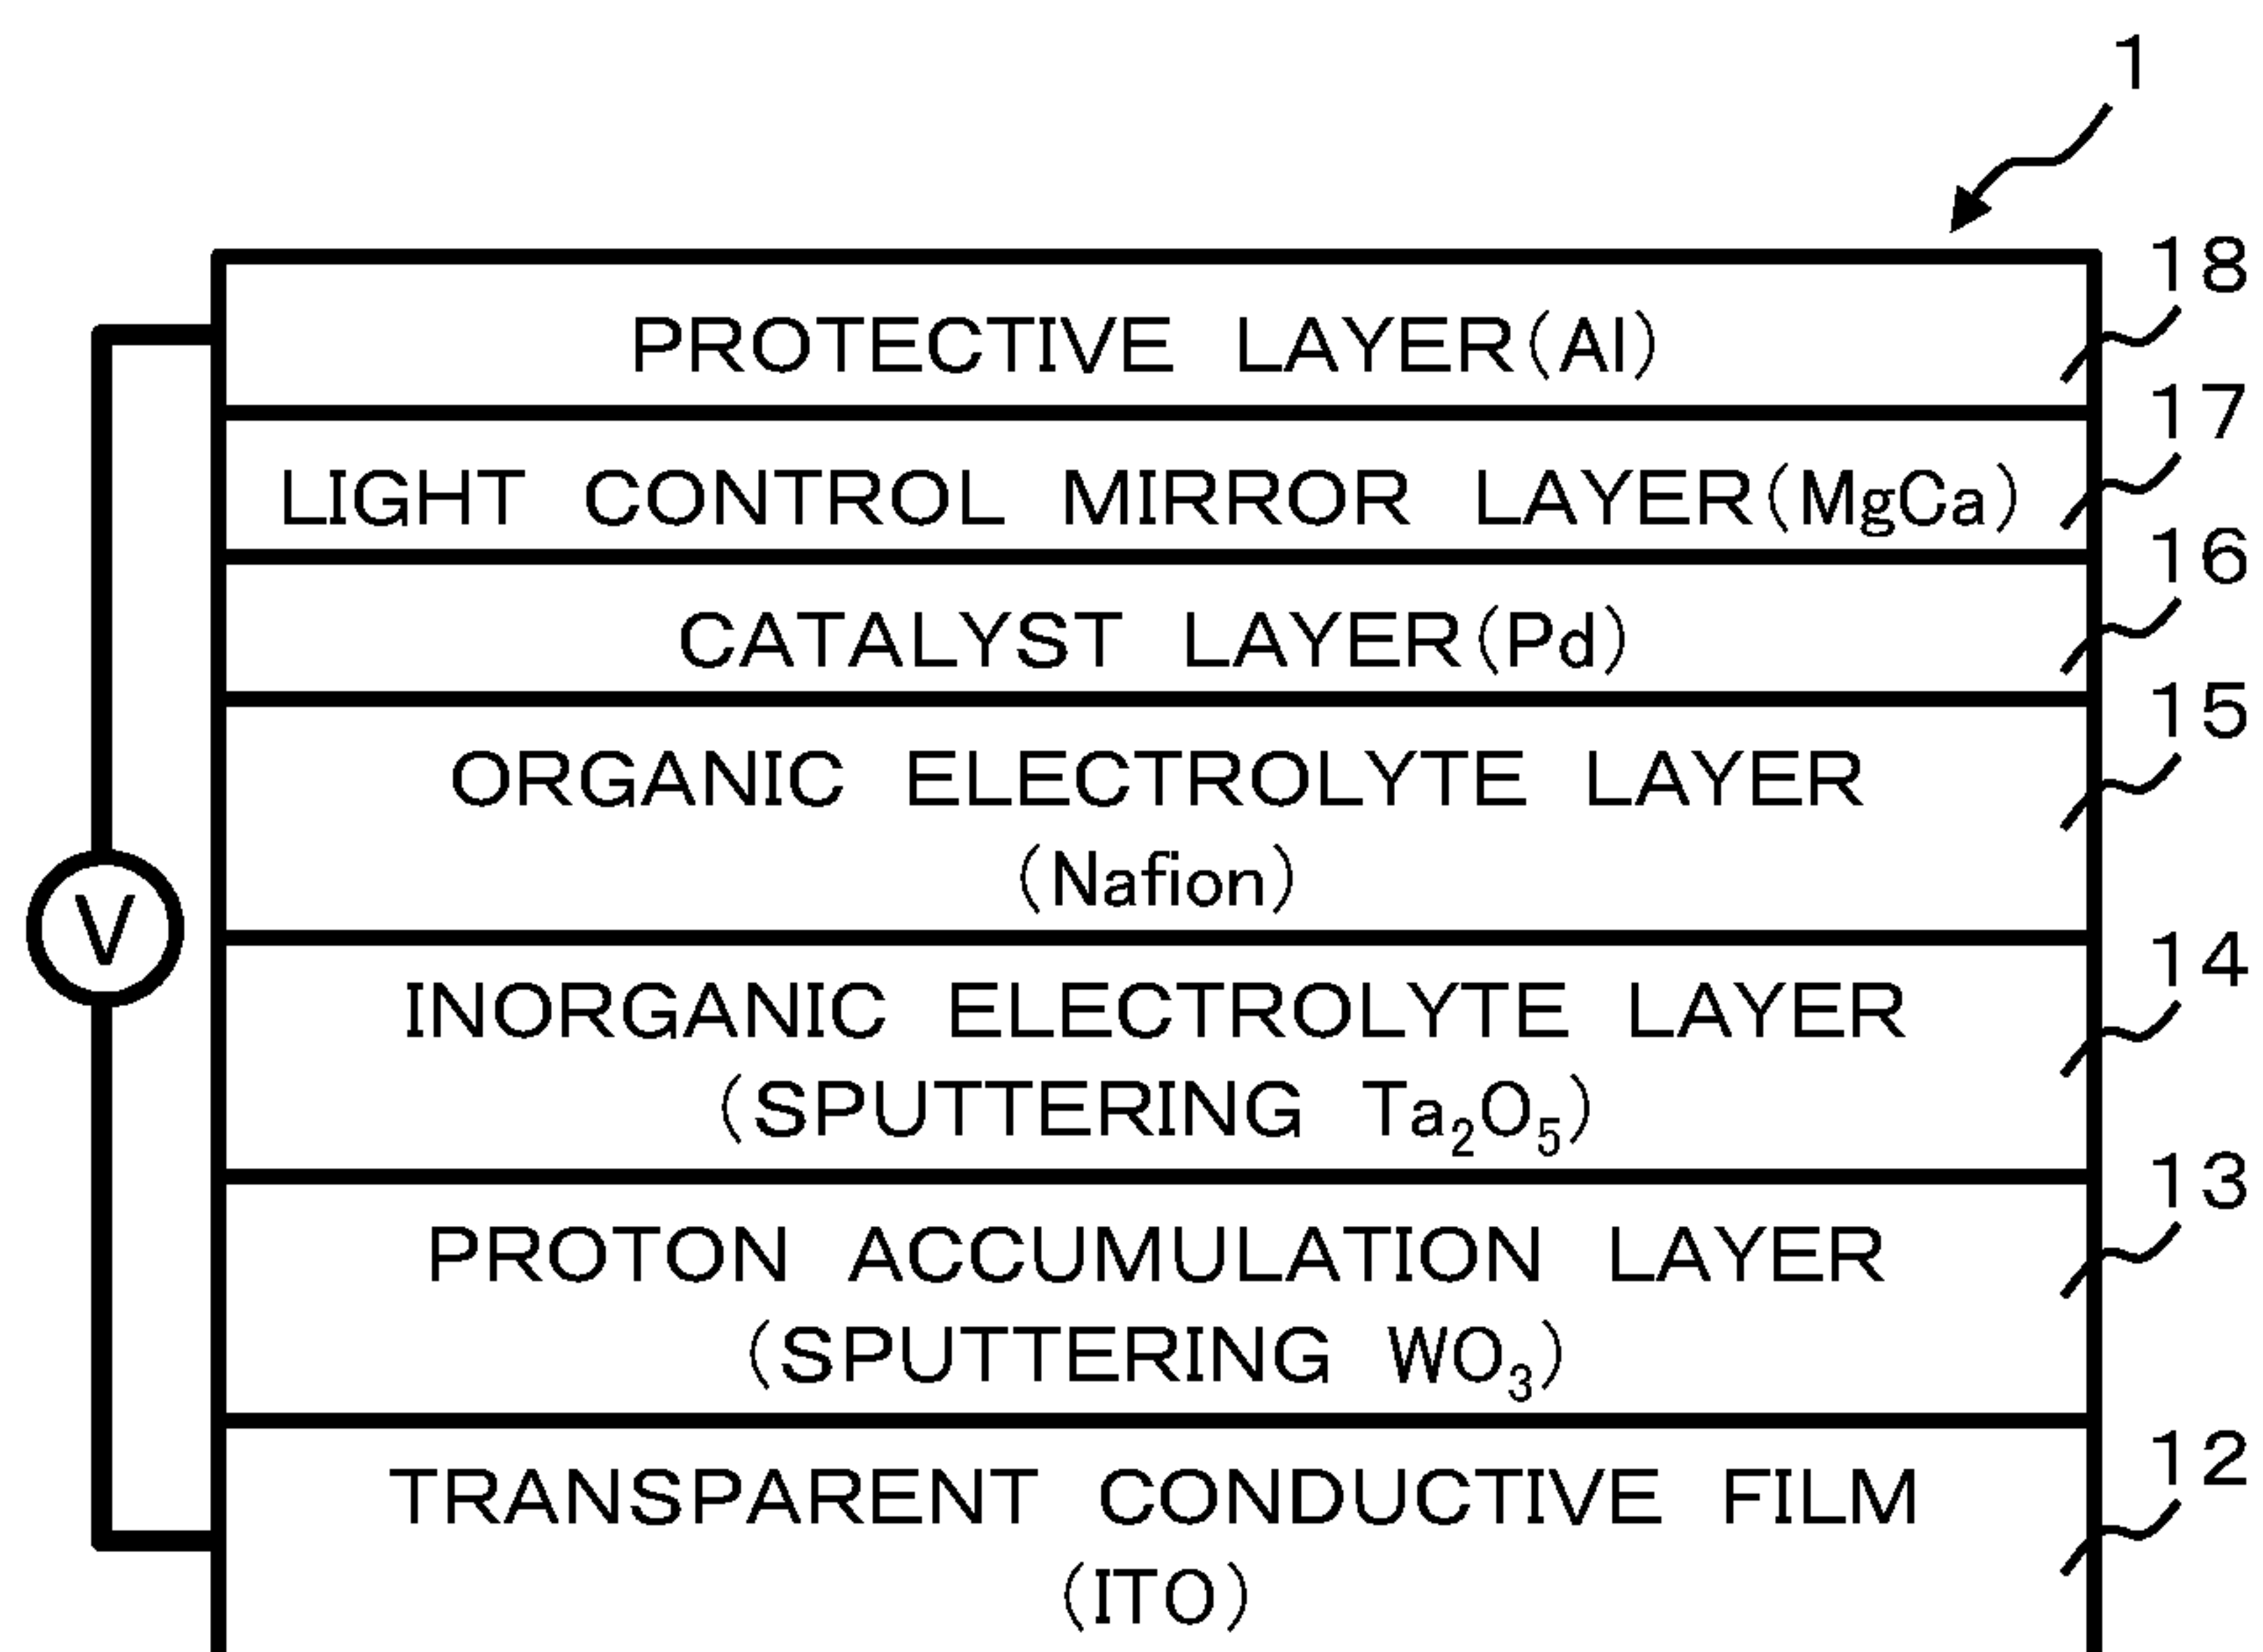 1
18
PROTECTIVE LAYER(Al)
17
LIGHT CONTROL MIRROR LAYER(MgCa)
16
CATALYST LAYER(Pd)
15
ORGANIC ELECTROLYTE LAYER
(Nafion)
V
14
INORGANIC ELECTROLYTE LAYER
(SPUTTERING Ta₂O₅)
13
PROTON ACCUMULATION LAYER
(SPUTTERING WO₃)
12
TRANSPARENT CONDUCTIVE FILM
(ITO)